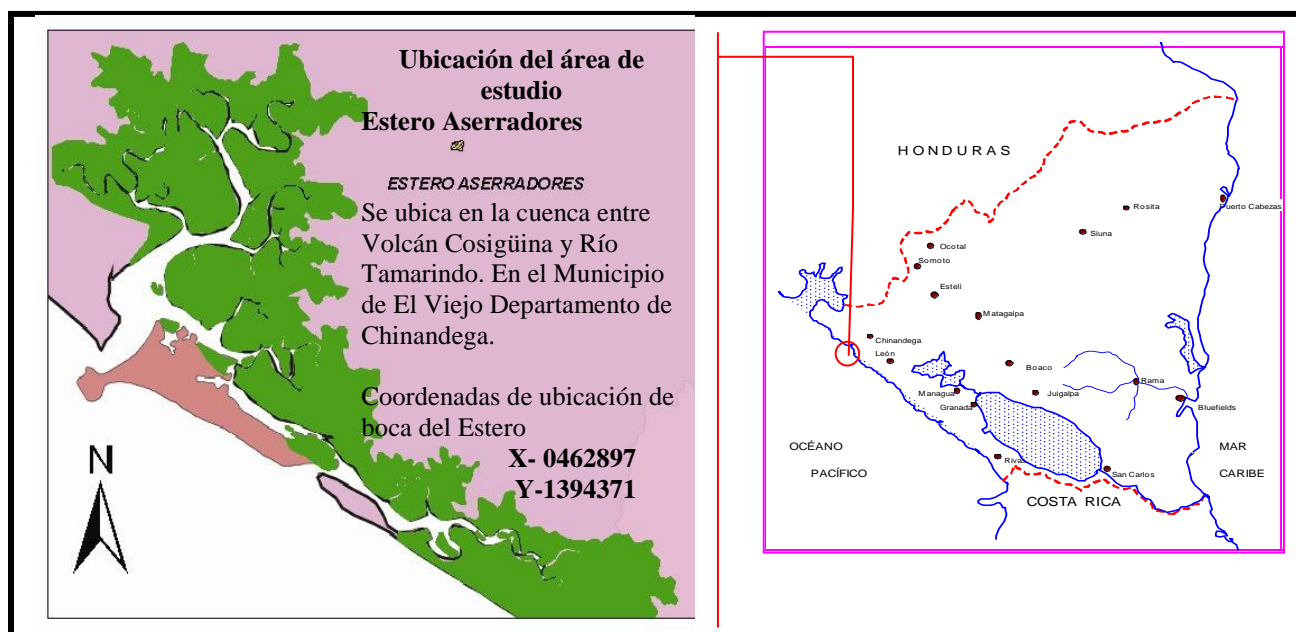 Ubicación del área de
estudio
Estero Aserradores
ESTERO ASERRADORES
Se ubica en la cuenca entre
Volcán Cosigüina y Río
Tamarindo. En el Municipio
de El Viejo Departamento de
Chinandega.
Coordenadas de ubicación de
boca del Estero
X- 0462897
Y-1394371
N
HONDURAS
Rosita
Puerto Cabezas
Siuna
Ocotal
Somoto
Estelí
Matagalpa
Chinandega
León
Boaco
Rama
Managua
Juigalpa
Granada
Bluefields
OCÉANO
PACÍFICO
MAR
CARIBE
Rivas
San Carlos
COSTA RICA